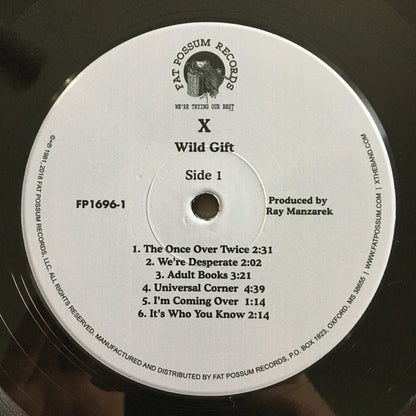 FAT POSSUM RECORDS
WE'RE TRYING OUR BEST
X
Wild Gift
Side 1
FP1696-1
Produced by
Ray Manzarek
1. The Once Over Twice 2:31
2. We're Desperate 2:02
3. Adult Books 3:21
4. Universal Corner 4:39
5. I'm Coming Over 1:14
6. It's Who You Know 2:14
©+℗ 1981, 2018 FAT POSSUM RECORDS, LLC. ALL RIGHTS RESERVED. MANUFACTURED AND DISTRIBUTED BY FAT POSSUM RECORDS, P.O. BOX 1923, OXFORD, MS 38655 / WWW.FATPOSSUM.COM / XTHEBAND.COM